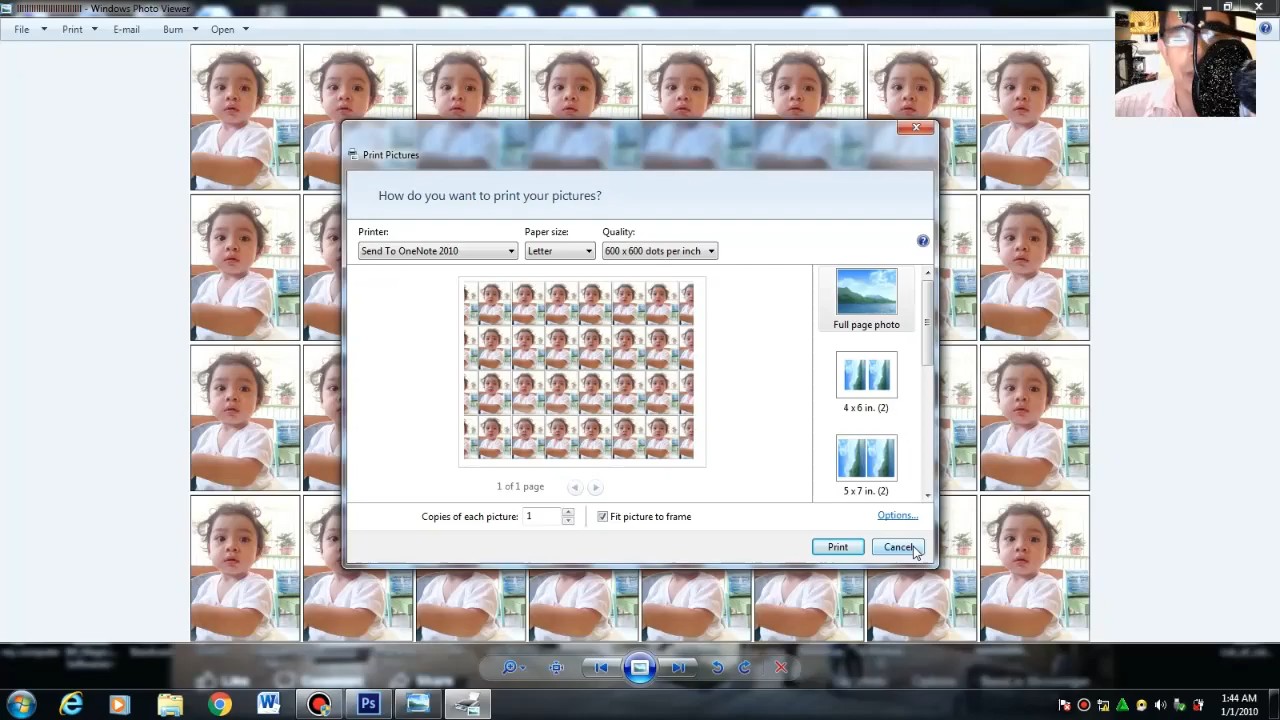 - Windows Photo Viewer
File Print E-mail Burn Open
Print Pictures
How do you want to print your pictures?
Printer: Paper size: Quality:
Send To OneNote 2010 Letter 600 x 600 dots per inch
Full page photo
4 x 6 in. (2)
5 x 7 in. (2)
1 of 1 page
Copies of each picture: 1 Fit picture to frame Options...
Print Cancel
Like Share
W Ps
1:44 AM
1/1/2010